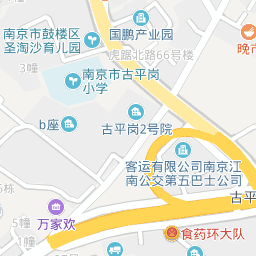 南京市鼓楼区
圣淘沙育儿园
国鹏产业园
晚市
虎踞北路66号
3幢
南京市古平岗
小学
b座
古平岗2号院
客运有限公司南京江
南公交第五巴士公司
5栋
古平
万家欢
食药环大队
1幢